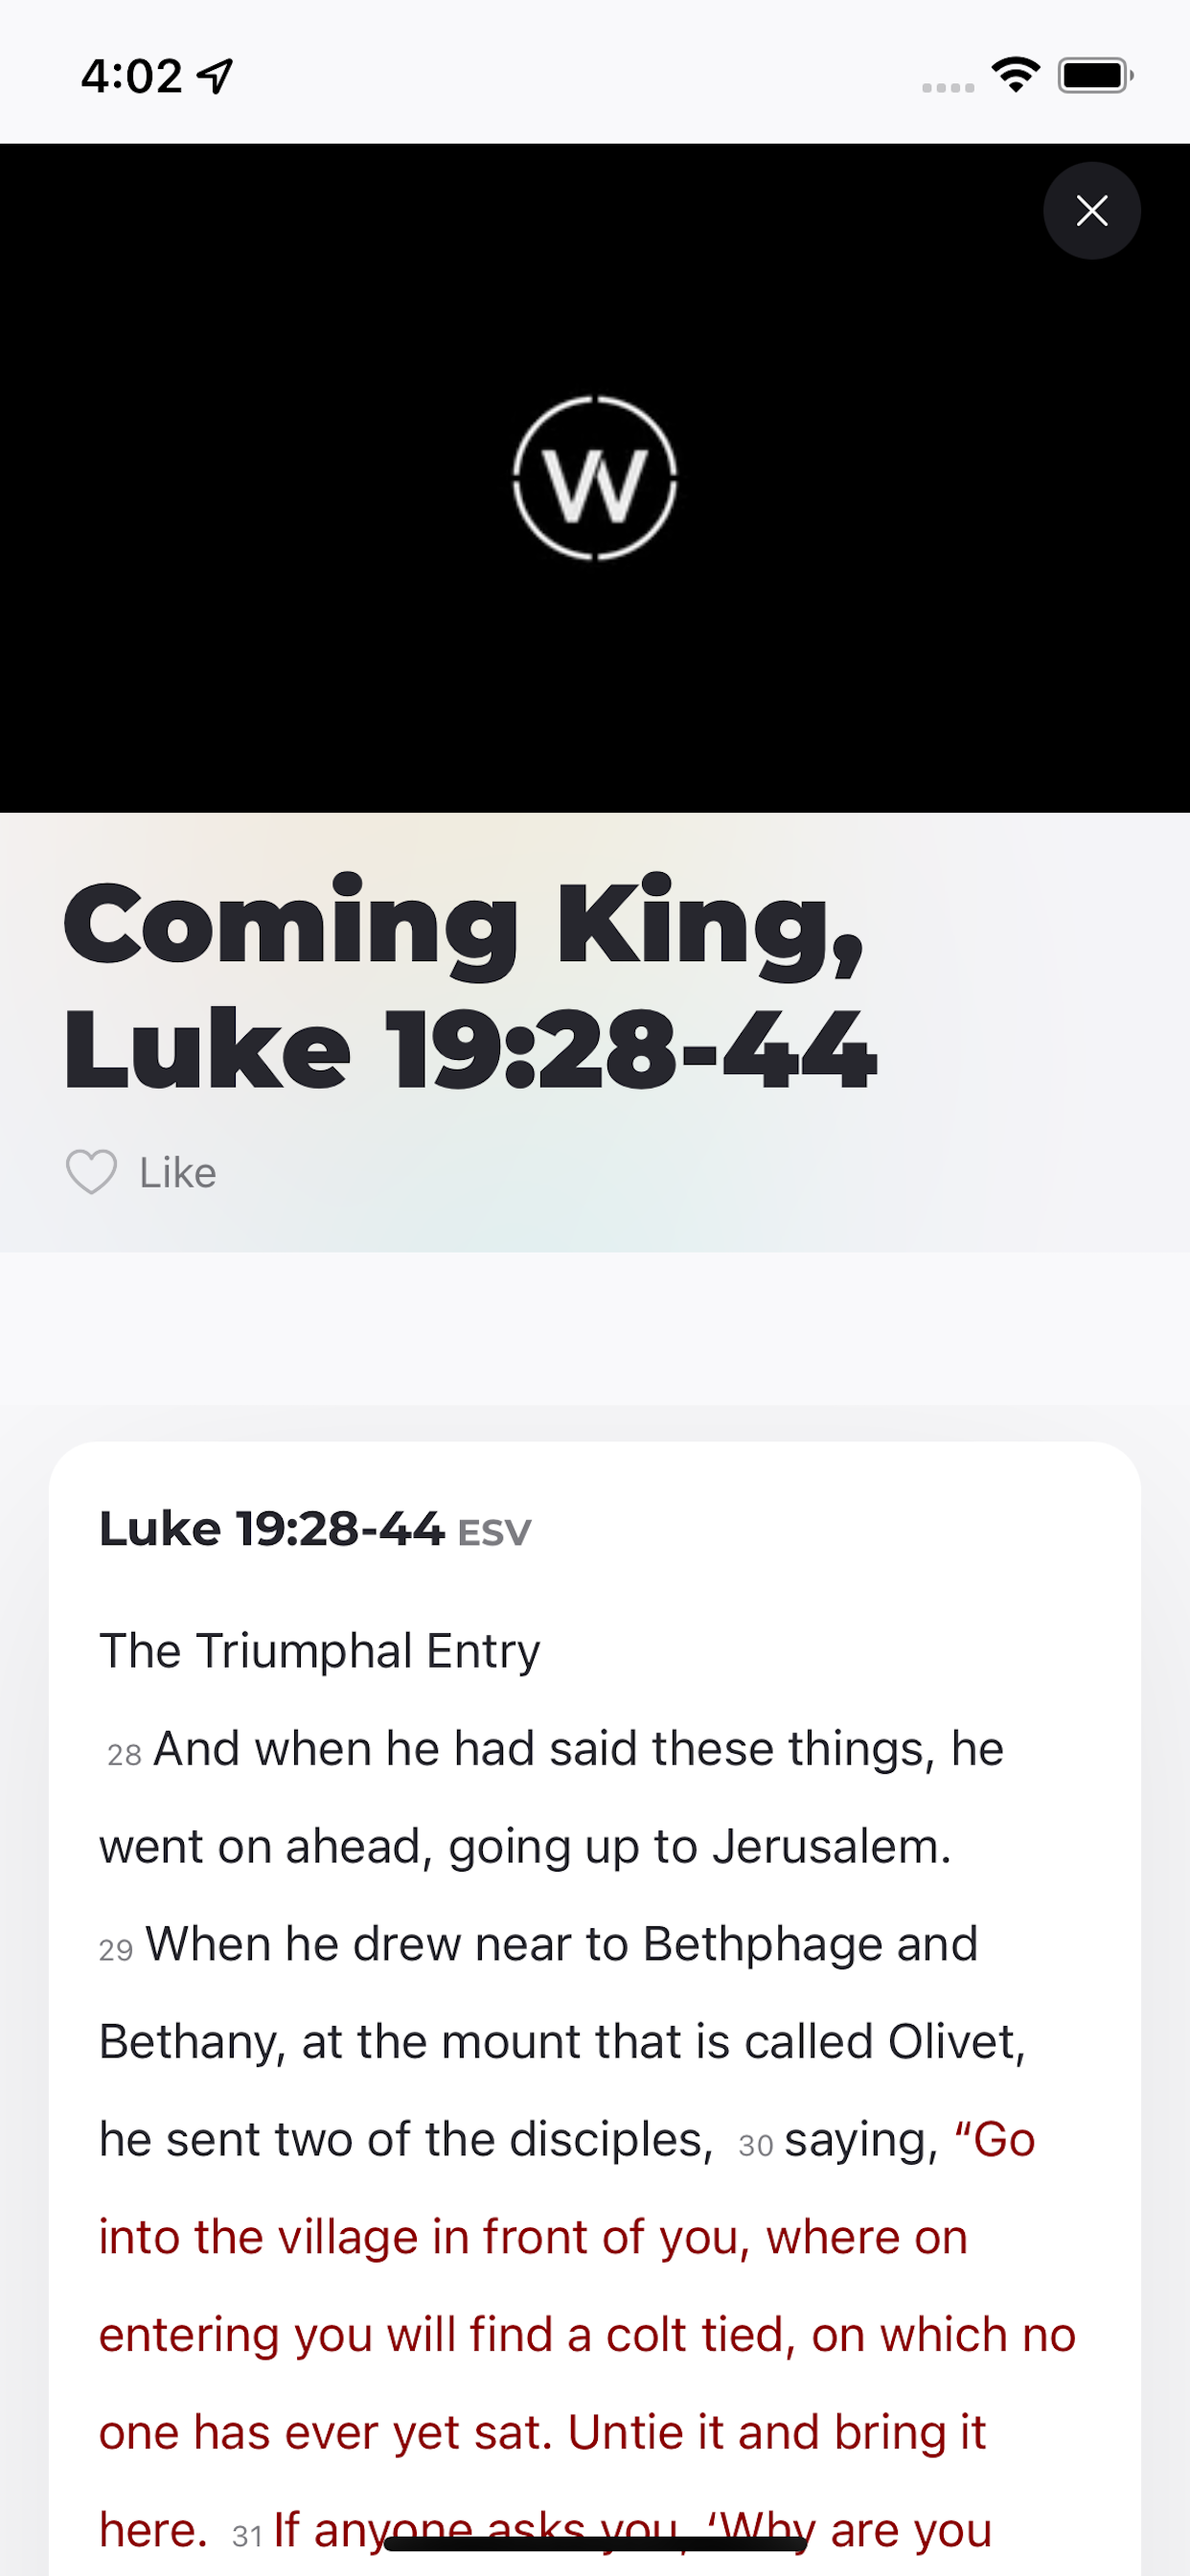 4:02
W
Coming King,
Luke 19:28-44
Like
Luke 19:28-44 ESV
The Triumphal Entry
28 And when he had said these things, he
went on ahead, going up to Jerusalem.
29 When he drew near to Bethphage and
Bethany, at the mount that is called Olivet,
he sent two of the disciples, 30 saying, “Go
into the village in front of you, where on
entering you will find a colt tied, on which no
one has ever yet sat. Untie it and bring it
here. 31 If anyone asks you, ‘Why are you